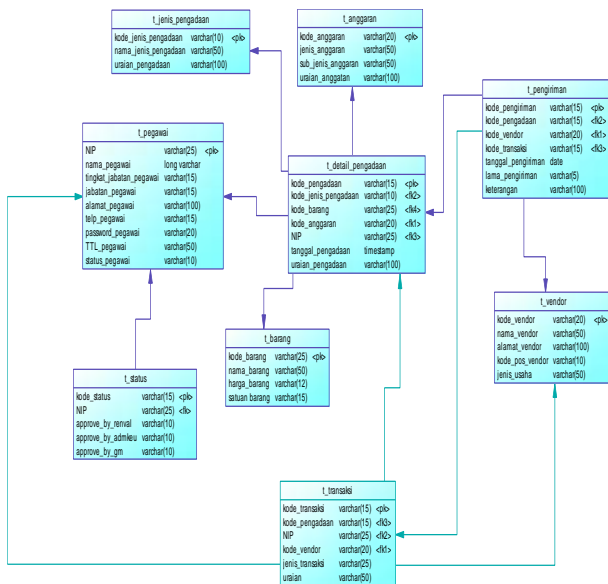 t_jenis_pengadaan
kode_jenis_pengadaan varchar(10) <pk>
nama_jenis_pengadaan varchar(50)
uraian_pengadaan varchar(100)
t_anggaran
kode_anggaran varchar(20) <pk>
jenis_anggaran varchar(50)
sub_jenis_anggaran varchar(50)
uraian_anggatan varchar(100)
t_pengiriman
kode_pengiriman varchar(15) <pk>
kode_pengadaan varchar(15) <fk2>
kode_vendor varchar(20) <fk1>
kode_transaksi varchar(15) <fk3>
tanggal_pengiriman date
lama_pengiriman varchar(5)
keterangan varchar(100)
t_pegawai
NIP varchar(25) <pk>
nama_pegawai long varchar
tingkat_jabatan_pegawai varchar(15)
jabatan_pegawai varchar(15)
alamat_pegawai varchar(100)
telp_pegawai varchar(15)
password_pegawai varchar(20)
TTL_pegawai varchar(50)
status_pegawai varchar(10)
t_detail_pengadaan
kode_pengadaan varchar(15) <pk>
kode_jenis_pengadaan varchar(10) <fk2>
kode_barang varchar(25) <fk4>
kode_anggaran varchar(20) <fk1>
NIP varchar(25) <fk3>
tanggal_pengadaan timestamp
uraian_pengadaan varchar(100)
t_vendor
kode_vendor varchar(20) <pk>
nama_vendor varchar(50)
alamat_vendor varchar(100)
kode_pos_vendor varchar(10)
jenis_usaha varchar(50)
t_barang
kode_barang varchar(25) <pk>
nama_barang varchar(50)
harga_barang varchar(12)
satuan barang varchar(15)
t_status
kode_status varchar(15) <pk>
NIP varchar(25) <fk>
approve_by_renval varchar(10)
approve_by_admkeu varchar(10)
approve_by_gm varchar(10)
t_transaksi
kode_transaksi varchar(15) <pk>
kode_pengadaan varchar(15) <fk3>
NIP varchar(25) <fk2>
kode_vendor varchar(20) <fk1>
jenis_transaksi varchar(25)
uraian varchar(50)